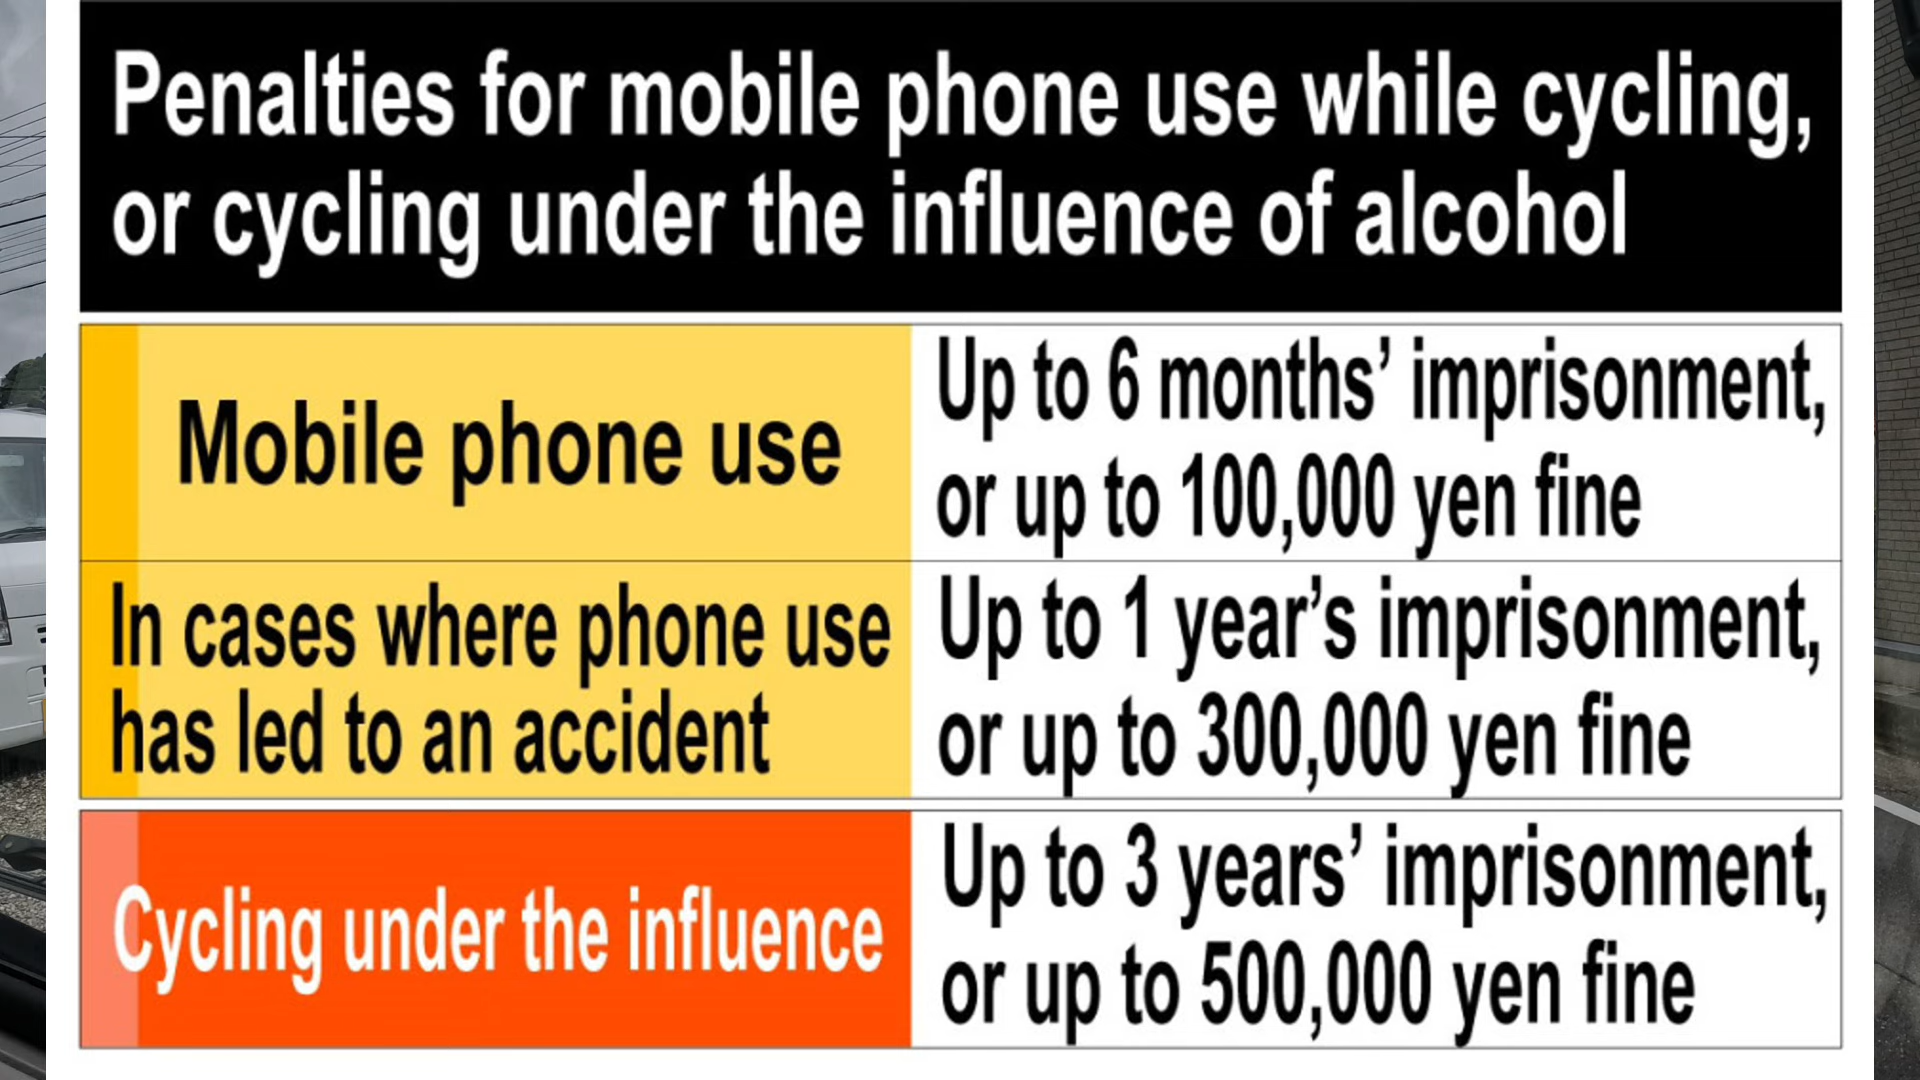 Penalties for mobile phone use while cycling,
or cycling under the influence of alcohol
Mobile phone use
Up to 6 months’ imprisonment,
or up to 100,000 yen fine
In cases where phone use
has led to an accident
Up to 1 year’s imprisonment,
or up to 300,000 yen fine
Cycling under the influence
Up to 3 years’ imprisonment,
or up to 500,000 yen fine